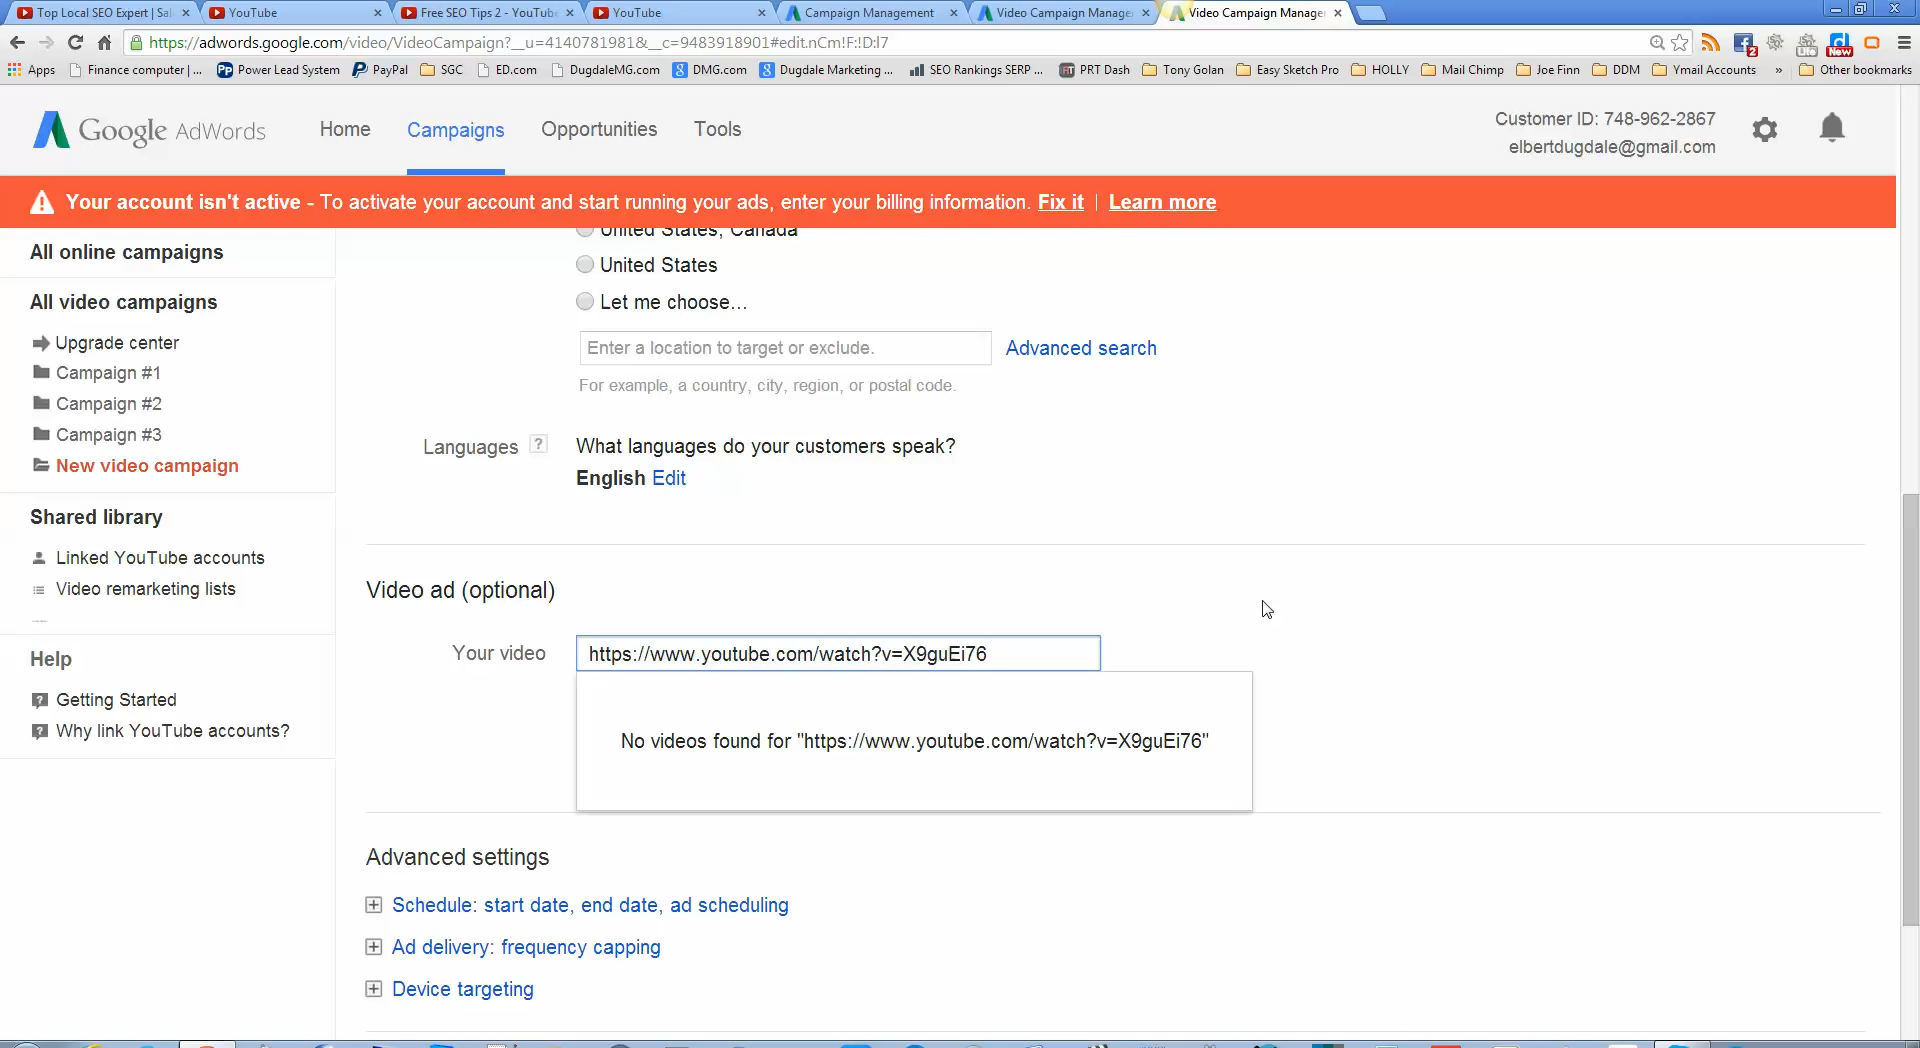 Top Local SEO Expert | Sal
YouTube
Free SEO Tips 2 - YouTube
YouTube
Campaign Management
Video Campaign Manage
Video Campaign Manage
https://adwords.google.com/video/VideoCampaign?__u=4140781981&__c=9483918901#edit.nCm!F:!D:l7
2
Lite
New
Apps
Finance computer | ...
Pp Power Lead System
PayPal
SGC
ED.com
DugdaleMG.com
g DMG.com
g Dugdale Marketing ...
SEO Rankings SERP ...
PRT Dash
Tony Golan
Easy Sketch Pro
HOLLY
Mail Chimp
Joe Finn
DDM
Ymail Accounts
»
Other bookmarks
Google AdWords
Home
Campaigns
Opportunities
Tools
Customer ID: 748-962-2867
elbertdugdale@gmail.com
Your account isn't active - To activate your account and start running your ads, enter your billing information. Fix it | Learn more
All online campaigns
All video campaigns
Upgrade center
Campaign #1
Campaign #2
Campaign #3
New video campaign
Shared library
Linked YouTube accounts
Video remarketing lists
Help
Getting Started
Why link YouTube accounts?
United States, Canada
United States
Let me choose...
Enter a location to target or exclude.
Advanced search
For example, a country, city, region, or postal code.
Languages ?
What languages do your customers speak?
English Edit
Video ad (optional)
Your video
https://www.youtube.com/watch?v=X9guEi76
No videos found for "https://www.youtube.com/watch?v=X9guEi76"
Advanced settings
Schedule: start date, end date, ad scheduling
Ad delivery: frequency capping
Device targeting